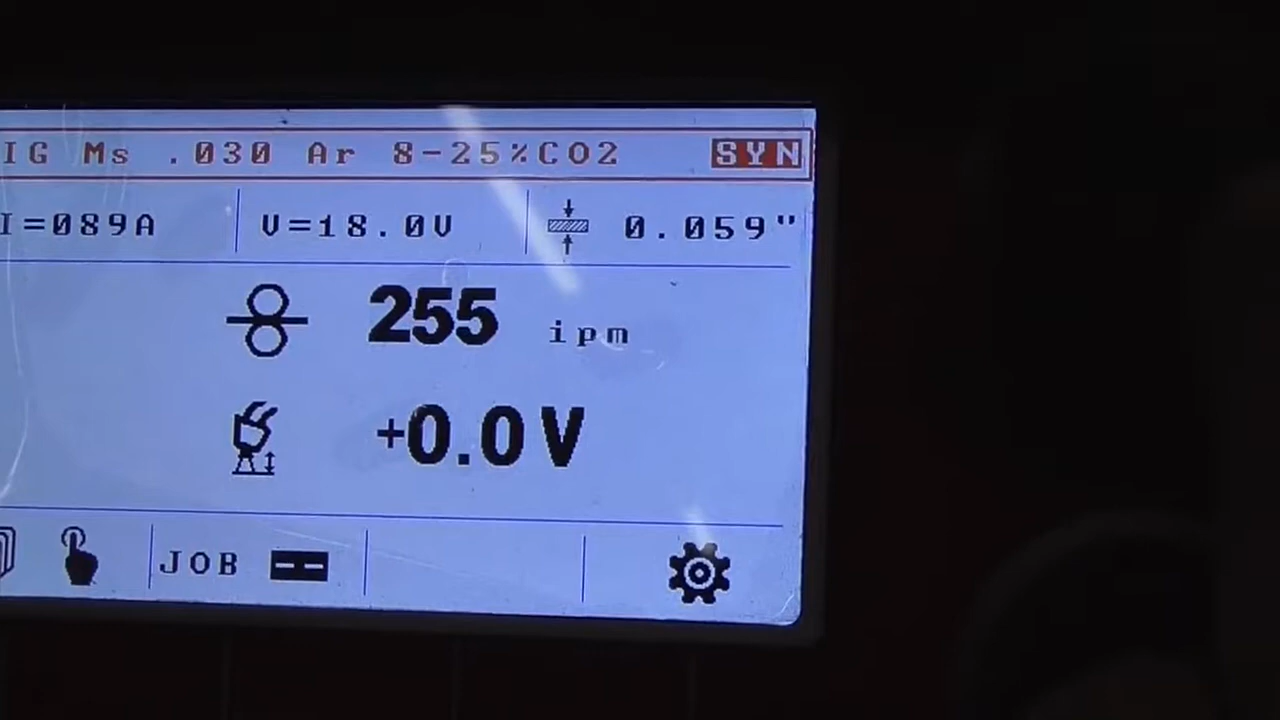 IG Ms .030 Ar 8-25%CO2 SYN
I=089A V=18.0V 0.059"
255 ipm
+0.0V
JOB --